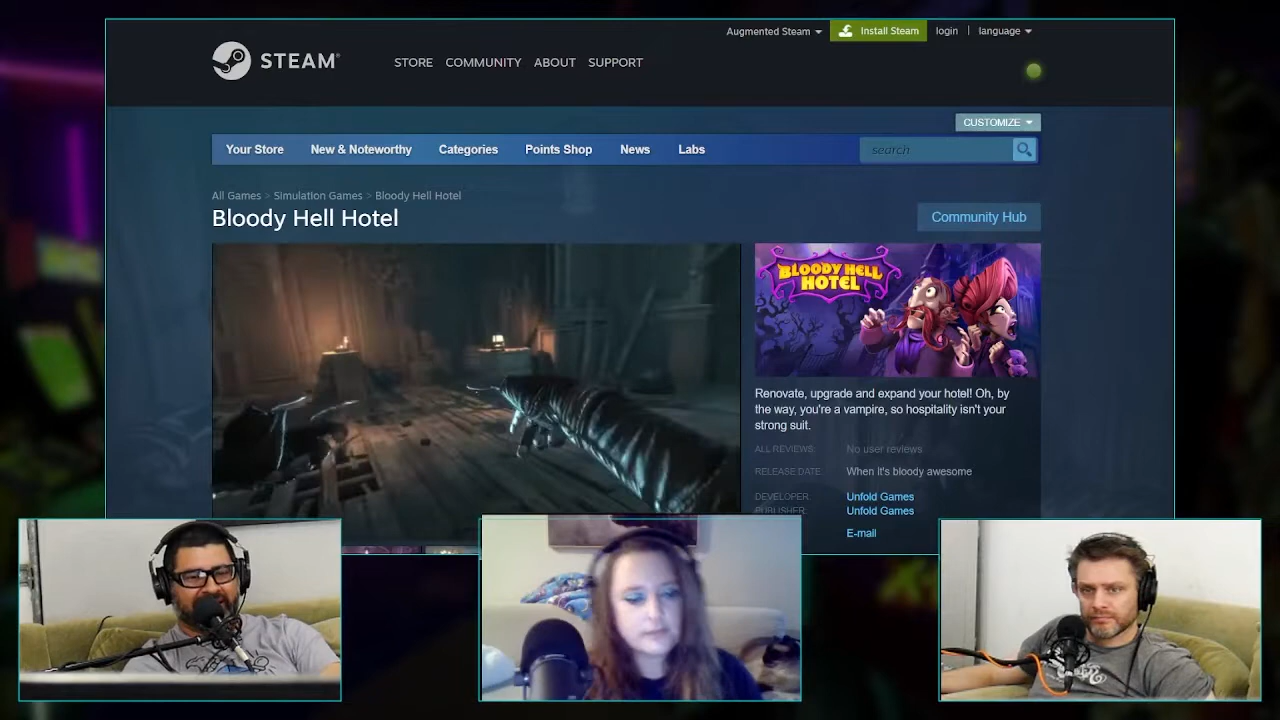 Augmented Steam
Install Steam
login | language
STEAM®
STORE COMMUNITY ABOUT SUPPORT
CUSTOMIZE
Your Store New & Noteworthy Categories Points Shop News Labs search
All Games > Simulation Games > Bloody Hell Hotel
Bloody Hell Hotel
Community Hub
BLOODY HELL
HOTEL
Renovate, upgrade and expand your hotel! Oh, by
the way, you're a vampire, so hospitality isn't your
strong suit.
ALL REVIEWS: No user reviews
RELEASE DATE: When it's bloody awesome
DEVELOPER: Unfold Games
PUBLISHER: Unfold Games
E-mail